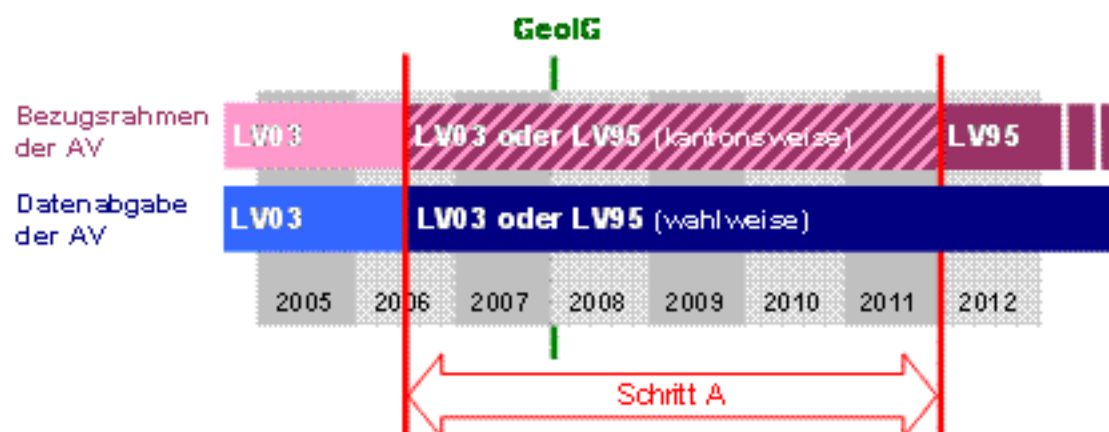 GeoIG
Bezugsrahmen
der AV
LV03
LV03 oder LV95 (kantonsweise)
LV95
Datenabgabe
der AV
LV03
LV03 oder LV95 (wahlweise)
2005 2006 2007 2008 2009 2010 2011 2012
Schritt A